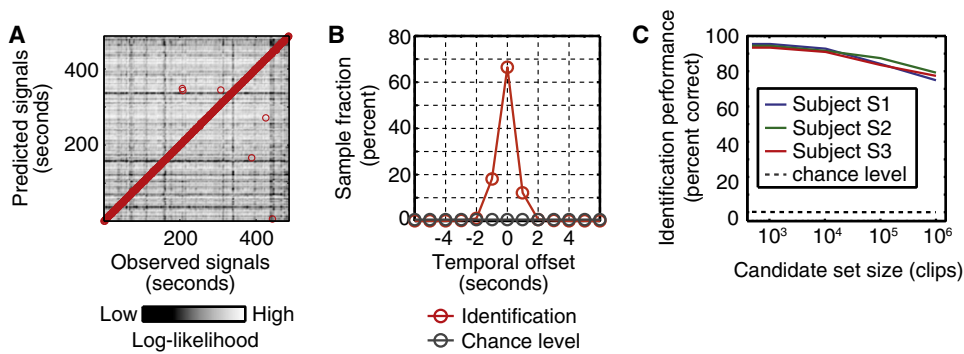 A
Predicted signals
(seconds)
400
200
200 400
Observed signals
(seconds)
Low High
Log-likelihood
B
Sample fraction
(percent)
80
60
40
20
0
-4 -2 0 2 4
Temporal offset
(seconds)
Identification
Chance level
C
Identification performance
(percent correct)
100
80
60
40
20
0
Subject S1
Subject S2
Subject S3
chance level
10³ 10⁴ 10⁵ 10⁶
Candidate set size (clips)